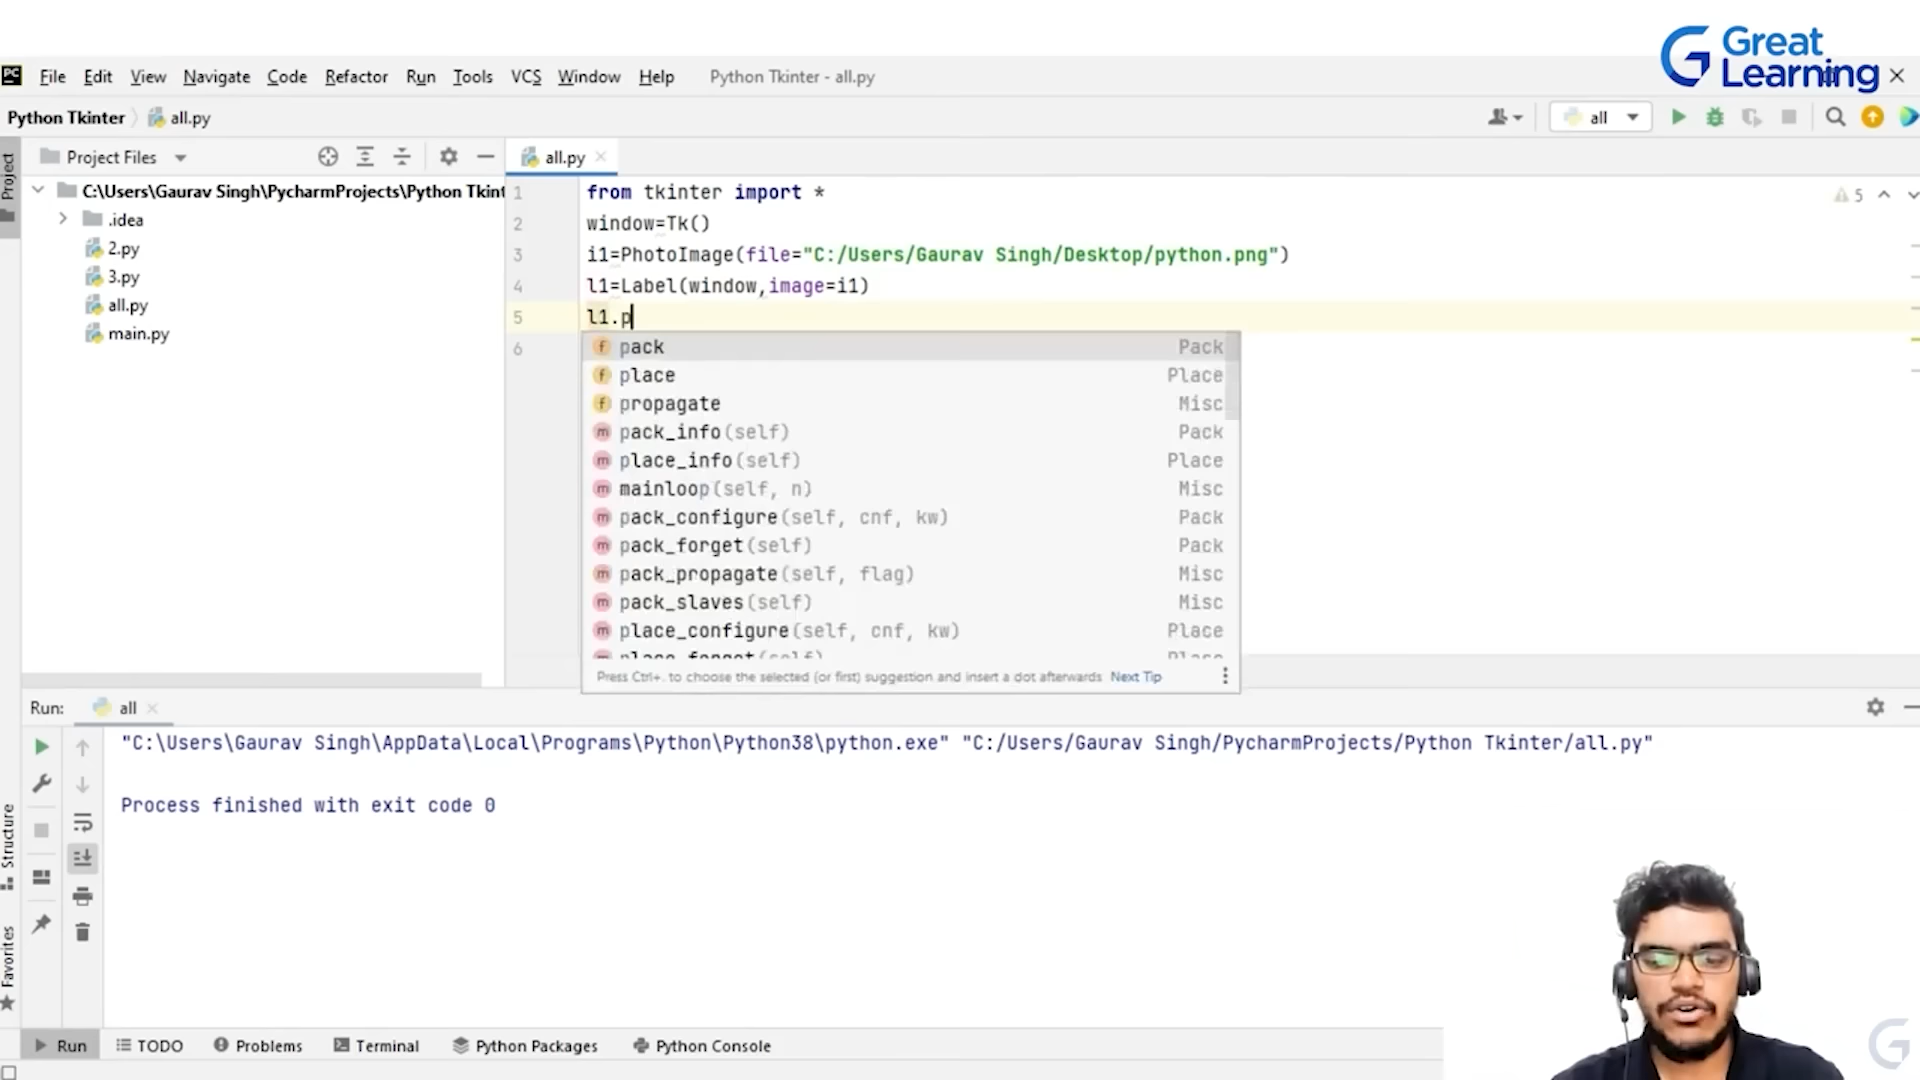 Great
Learning
PC File Edit View Navigate Code Refactor Run Tools VCS Window Help Python Tkinter - all.py
Python Tkinter all.py all
Project
Project Files
all.py
C:\Users\Gaurav Singh\PycharmProjects\Python Tkint
.idea
2.py
3.py
all.py
main.py
5
1 from tkinter import *
2 window=Tk()
3 i1=PhotoImage(file="C:/Users/Gaurav Singh/Desktop/python.png")
4 l1=Label(window,image=i1)
5 l1.p
6
f pack Pack
f place Place
f propagate Misc
m pack_info(self) Pack
m place_info(self) Place
m mainloop(self, n) Misc
m pack_configure(self, cnf, kw) Pack
m pack_forget(self) Pack
m pack_propagate(self, flag) Misc
m pack_slaves(self) Misc
m place_configure(self, cnf, kw) Place
place_forget(self) Place
Press Ctrl+. to choose the selected (or first) suggestion and insert a dot afterwards Next Tip
Run: all
"C:\Users\Gaurav Singh\AppData\Local\Programs\Python\Python38\python.exe" "C:/Users/Gaurav Singh/PycharmProjects/Python Tkinter/all.py"
Process finished with exit code 0
Structure
Favorites
Run TODO Problems Terminal Python Packages Python Console